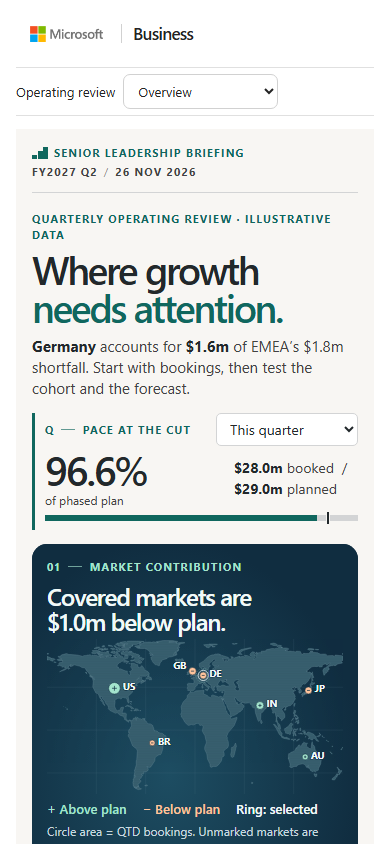 Microsoft | Business
Operating review Overview
SENIOR LEADERSHIP BRIEFING
FY2027 Q2 / 26 NOV 2026
QUARTERLY OPERATING REVIEW · ILLUSTRATIVE
DATA
Where growth
needs attention.
Germany accounts for $1.6m of EMEA's $1.8m
shortfall. Start with bookings, then test the
cohort and the forecast.
Q — PACE AT THE CUT This quarter
96.6%
of phased plan
$28.0m booked /
$29.0m planned
01 — MARKET CONTRIBUTION
Covered markets are
$1.0m below plan.
GB
DE
US
JP
IN
BR
AU
+ Above plan − Below plan Ring: selected
Circle area = QTD bookings. Unmarked markets are